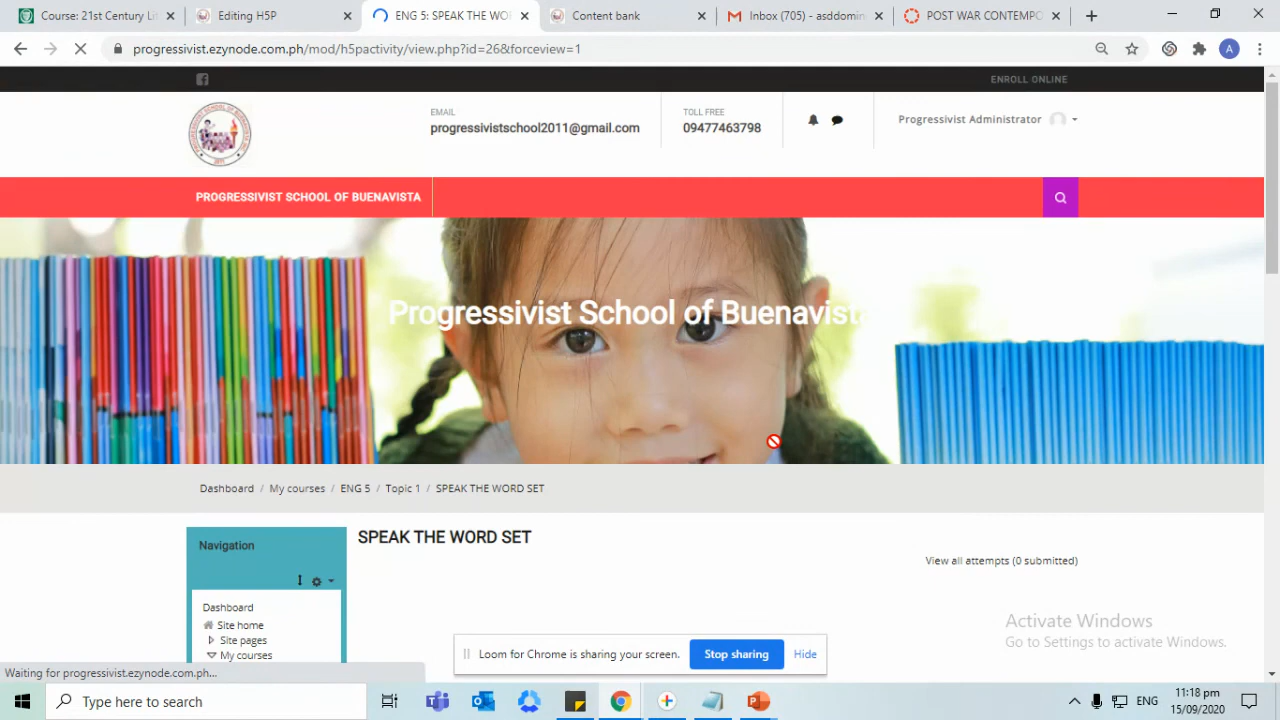 Course: 21st Century Lit
Editing H5P
ENG 5: SPEAK THE WOR
Content bank
Inbox (705) - asddomin
POST WAR CONTEMPO
progressivist.ezynode.com.ph/mod/h5pactivity/view.php?id=26&forceview=1
A
ENROLL ONLINE
EMAIL
progressivistschool2011@gmail.com
TOLL FREE
09477463798
Progressivist Administrator
PROGRESSIVIST SCHOOL OF BUENAVISTA
Progressivist School of Buenavista
Dashboard / My courses / ENG 5 / Topic 1 / SPEAK THE WORD SET
Navigation
SPEAK THE WORD SET
View all attempts (0 submitted)
Dashboard
Site home
Site pages
My courses
Activate Windows
Go to Settings to activate Windows.
Loom for Chrome is sharing your screen.
Stop sharing
Hide
Waiting for progressivist.ezynode.com.ph...
Type here to search
ENG
11:18 pm
15/09/2020